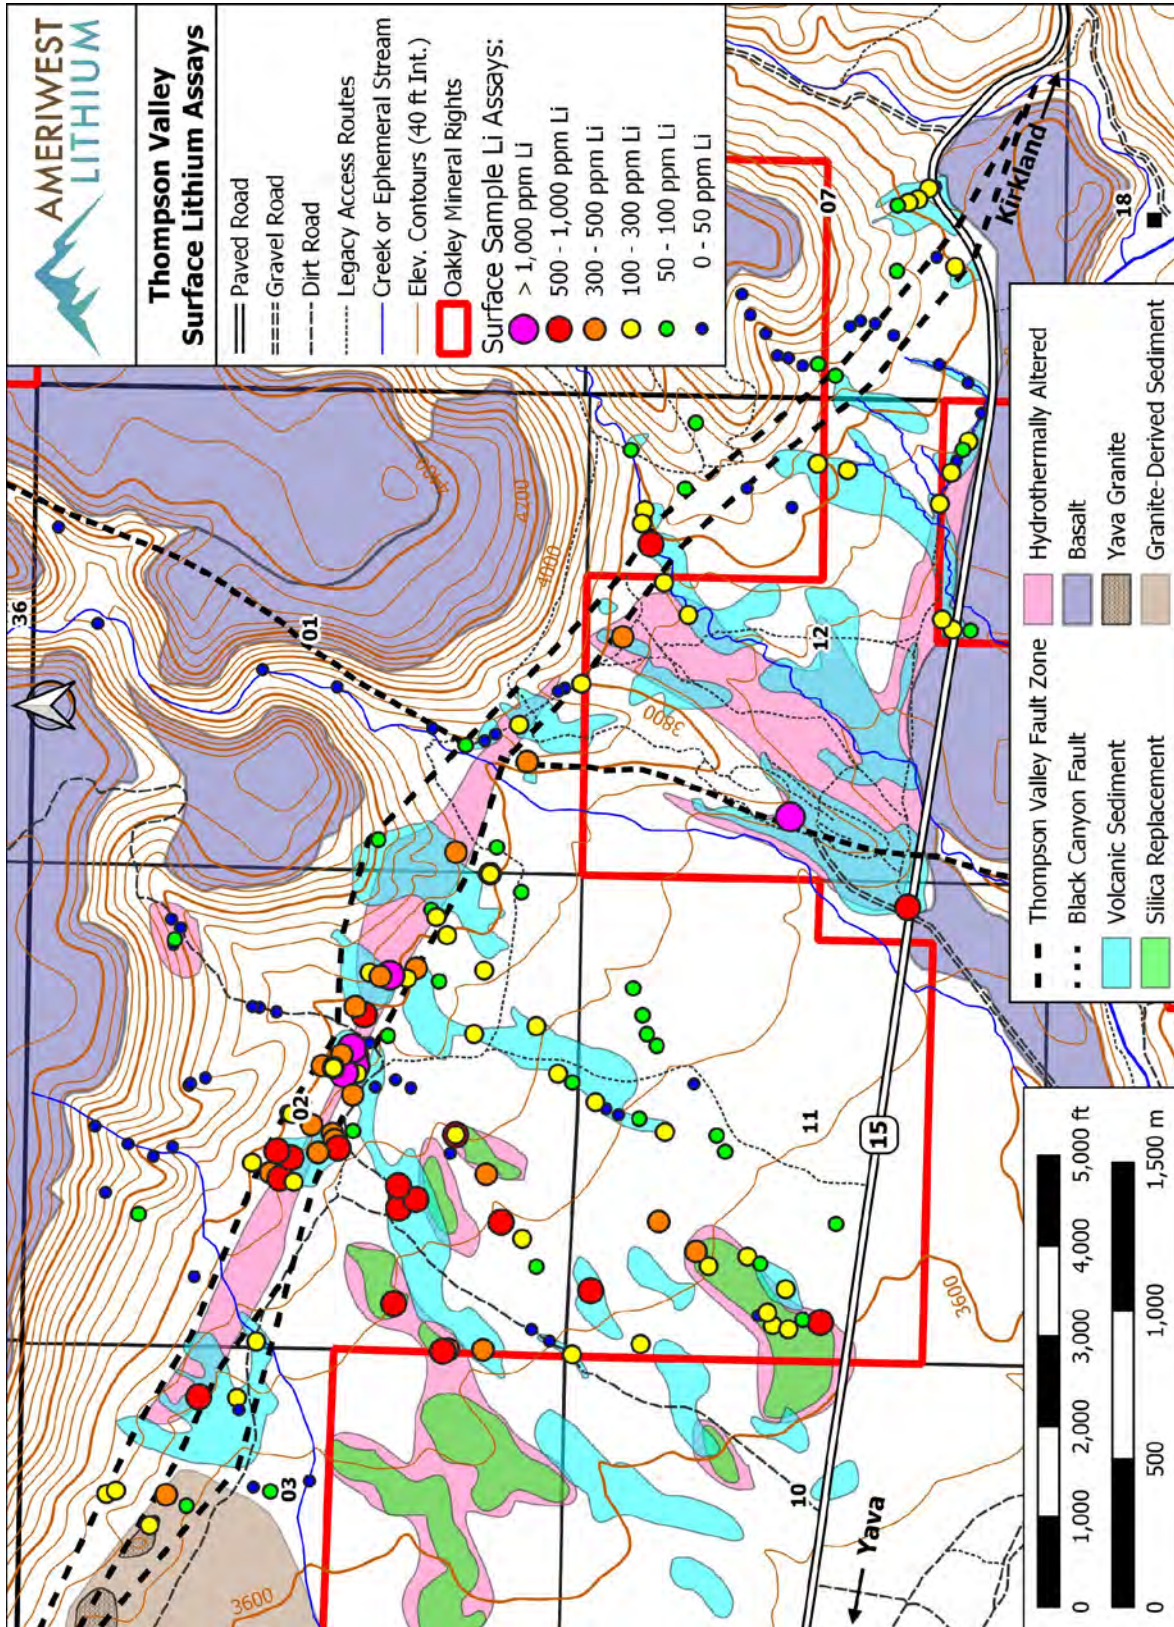 AMERIWEST
LITHIUM
Thompson Valley
Surface Lithium Assays
Paved Road
Gravel Road
Dirt Road
Legacy Access Routes
Creek or Ephemeral Stream
Elev. Contours (40 ft Int.)
Oakley Mineral Rights
Surface Sample Li Assays:
> 1,000 ppm Li
500 - 1,000 ppm Li
300 - 500 ppm Li
100 - 300 ppm Li
50 - 100 ppm Li
0 - 50 ppm Li
36
01
02
03
07
10
11
12
18
15
4700
4000
3800
3600
3600
Kirkland
Yava
Thompson Valley Fault Zone
Black Canyon Fault
Volcanic Sediment
Silica Replacement
Hydrothermally Altered
Basalt
Yava Granite
Granite-Derived Sediment
0 1,000 2,000 3,000 4,000 5,000 ft
0 500 1,000 1,500 m